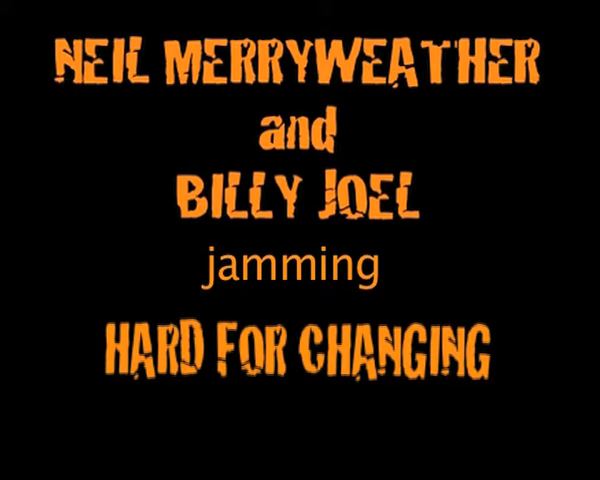 NEIL MERRYWEATHER
and
BILLY JOEL
jamming
HARD FOR CHANGING